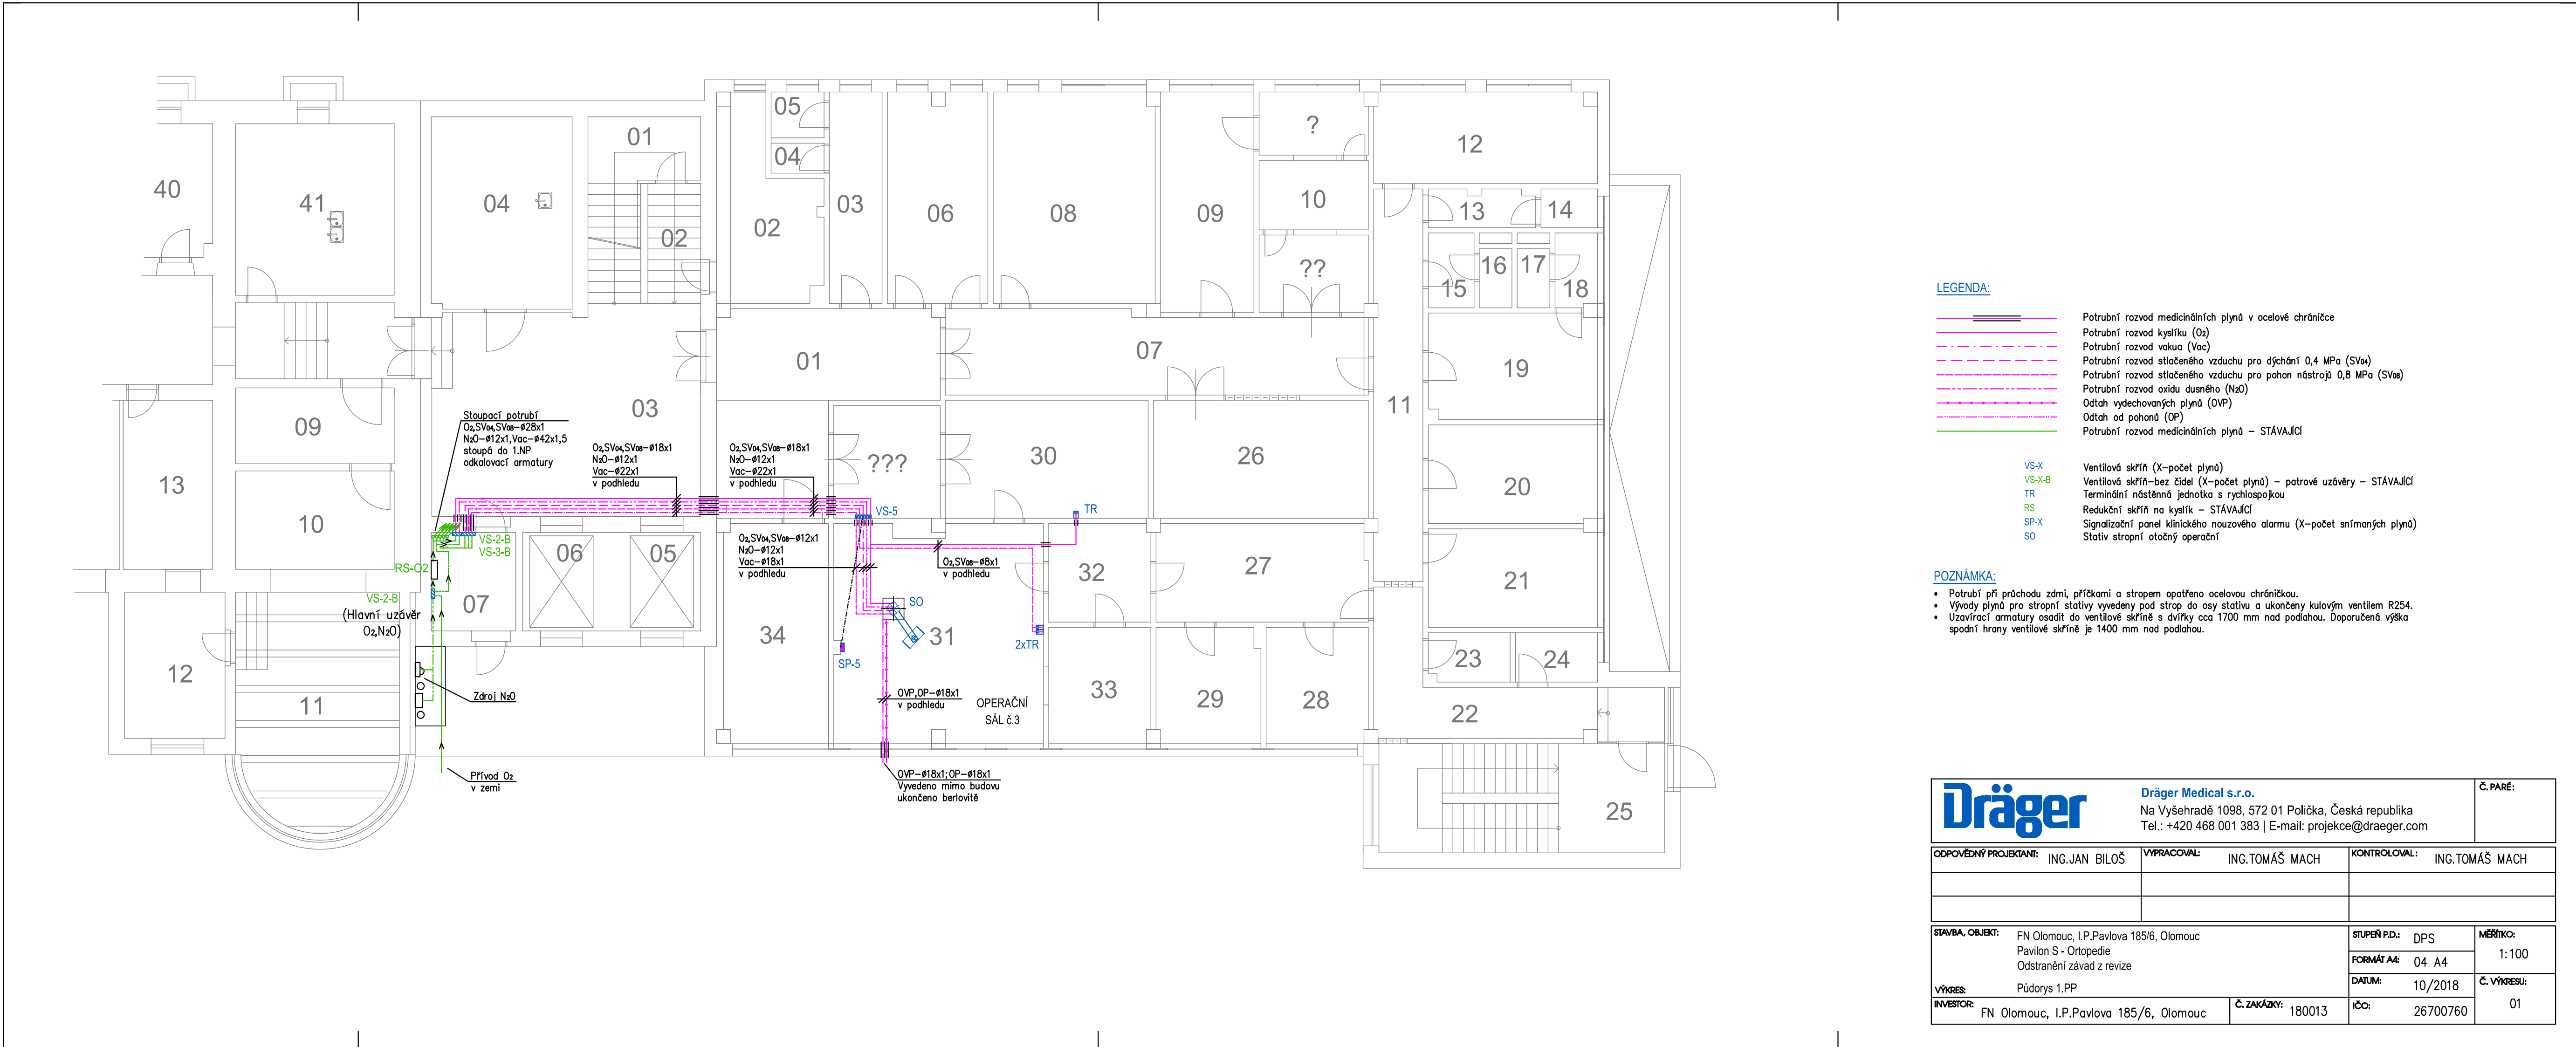 40
41
04
01
02
05
04
02
03
06
08
09
?
10
??
12
13
14
15
16
17
18
01
07
11
19
03
09
13
10
???
30
26
20
Stoupací potrubí
O₂,SV₀₄,SV₀₈-ø28x1
N₂O-ø12x1,Vac-ø42x1,5
stoupá do 1.NP
odkalovací armatury
O₂,SV₀₄,SV₀₈-ø18x1
N₂O-ø12x1
Vac-ø22x1
v podhledu
O₂,SV₀₄,SV₀₈-ø18x1
N₂O-ø12x1
Vac-ø22x1
v podhledu
VS-5
TR
VS-2-B
VS-3-B
RS-O2
VS-2-B
(Hlavní uzávěr
O₂,N₂O)
06
05
07
O₂,SV₀₄,SV₀₈-ø12x1
N₂O-ø12x1
Vac-ø18x1
v podhledu
O₂,SV₀₈-ø8x1
v podhledu
32
27
21
SO
34
31
2xTR
SP-5
12
11
Zdroj N₂O
OVP,OP-ø18x1
v podhledu
OPERAČNÍ
SÁL č.3
33
29
28
23
24
22
25
Přívod O₂
v zemi
OVP-ø18x1; OP-ø18x1
Vyvedeno mimo budovu
ukončeno berlovitě
LEGENDA:
Potrubní rozvod medicinálních plynů v ocelové chráničce
Potrubní rozvod kyslíku (O₂)
Potrubní rozvod vakua (Vac)
Potrubní rozvod stlačeného vzduchu pro dýchání 0,4 MPa (SV₀₄)
Potrubní rozvod stlačeného vzduchu pro pohon nástrojů 0,8 MPa (SV₀₈)
Potrubní rozvod oxidu dusného (N₂O)
Odtah vydechovaných plynů (OVP)
Odtah od pohonů (OP)
Potrubní rozvod medicinálních plynů – STÁVAJÍCÍ
VS-X Ventilová skříň (X-počet plynů)
VS-X-B Ventilová skříň-bez čidel (X-počet plynů) – patrové uzávěry – STÁVAJÍCÍ
TR Terminální nástěnná jednotka s rychlospojkou
RS Redukční skříň na kyslík – STÁVAJÍCÍ
SP-X Signalizační panel klinického nouzového alarmu (X-počet snímaných plynů)
SO Stativ stropní otočný operační
POZNÁMKA:
• Potrubí při průchodu zdmi, příčkami a stropem opatřeno ocelovou chráničkou.
• Vývody plynů pro stropní stativy vyvedeny pod strop do osy stativu a ukončeny kulovým ventilem R254.
• Uzavírací armatury osadit do ventilové skříně s dvířky cca 1700 mm nad podlahou. Doporučená výška
spodní hrany ventilové skříně je 1400 mm nad podlahou.
Dräger
Dräger Medical s.r.o.
Na Vyšehradě 1098, 572 01 Polička, Česká republika
Tel.: +420 468 001 383 | E-mail: projekce@draeger.com
Č. PARÉ:
ODPOVĚDNÝ PROJEKTANT: ING.JAN BILOŠ
VYPRACOVAL: ING.TOMÁŠ MACH
KONTROLOVAL: ING.TOMÁŠ MACH
STAVBA, OBJEKT: FN Olomouc, I.P.Pavlova 185/6, Olomouc
Pavilon S - Ortopedie
Odstranění závad z revize
VÝKRES: Půdorys 1.PP
STUPEŇ P.D.: DPS
MĚŘÍTKO: 1:100
FORMÁT A4: 04 A4
DATUM: 10/2018
Č. VÝKRESU: 01
INVESTOR: FN Olomouc, I.P.Pavlova 185/6, Olomouc
Č. ZAKÁZKY: 180013
IČO: 26700760